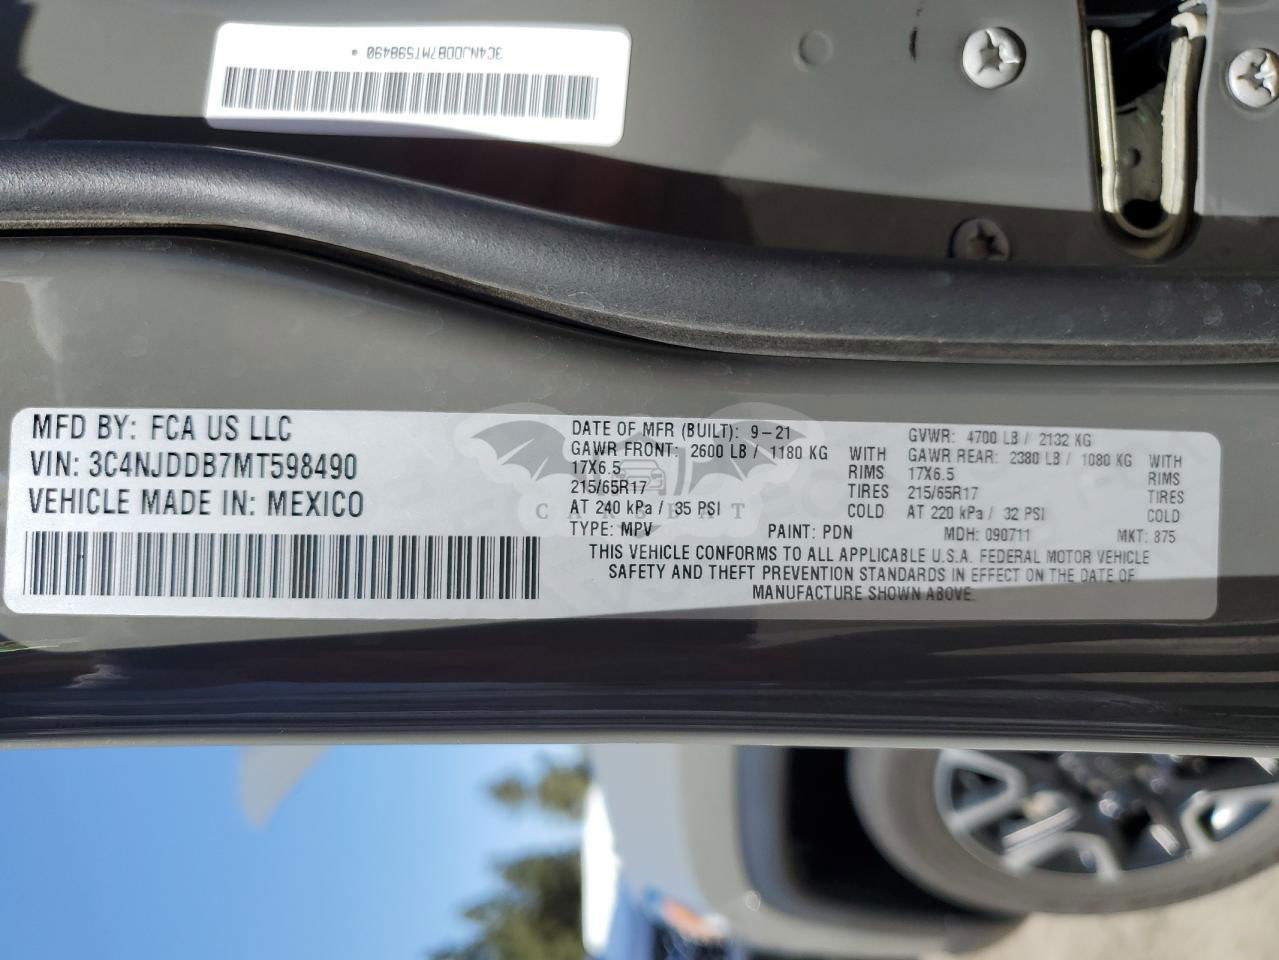 3C4NJDDB7MT598490 *
MFD BY: FCA US LLC
VIN: 3C4NJDDB7MT598490
VEHICLE MADE IN: MEXICO
DATE OF MFR (BUILT): 9-21
GAWR FRONT: 2600 LB / 1180 KG WITH
17X6.5 RIMS
215/65R17 TIRES
AT 240 kPa / 35 PSI COLD
GVWR: 4700 LB / 2132 KG
GAWR REAR: 2380 LB / 1080 KG WITH
17X6.5 RIMS
215/65R17 TIRES
AT 220 kPa / 32 PSI COLD
TYPE: MPV PAINT: PDN MDH: 090711 MKT: 875
THIS VEHICLE CONFORMS TO ALL APPLICABLE U.S.A. FEDERAL MOTOR VEHICLE
SAFETY AND THEFT PREVENTION STANDARDS IN EFFECT ON THE DATE OF
MANUFACTURE SHOWN ABOVE.
CARSBAT